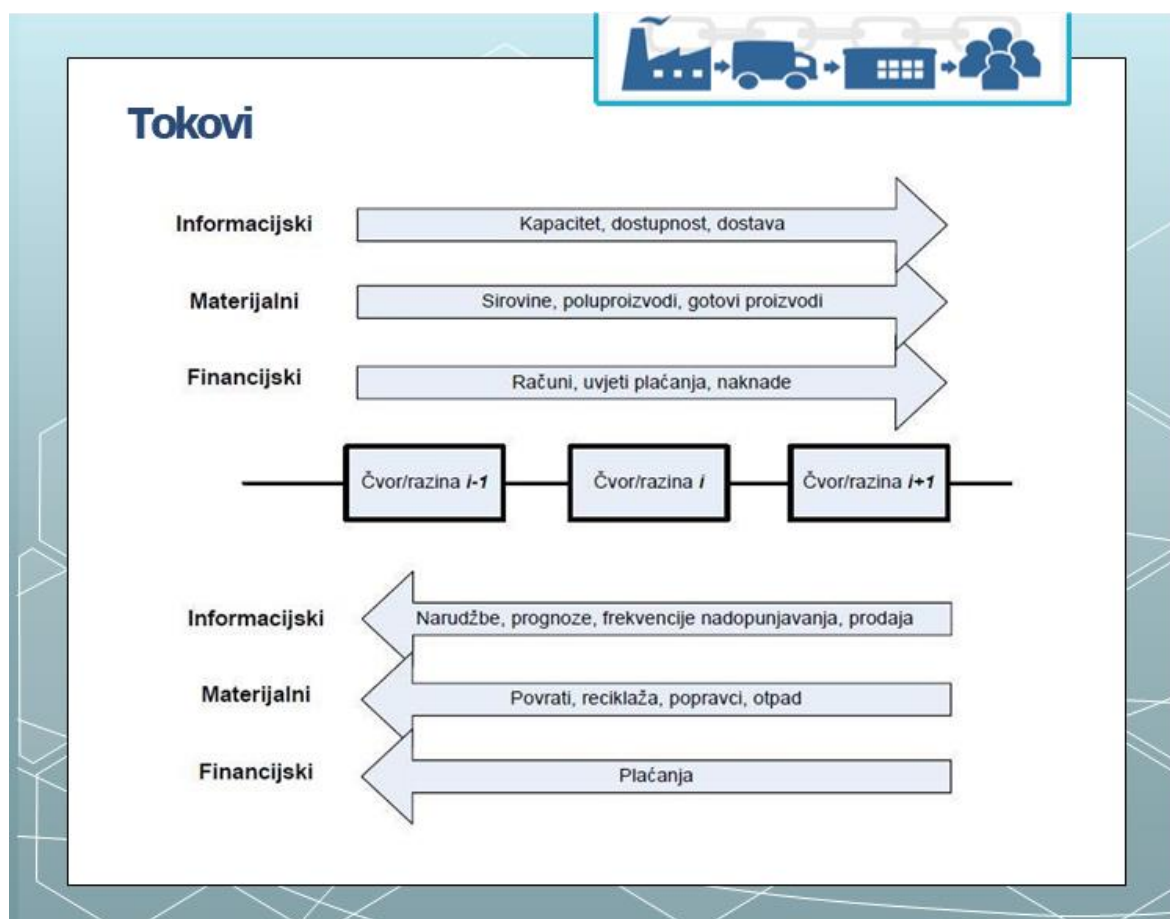 Tokovi
Informacijski
Kapacitet, dostupnost, dostava
Materijalni
Sirovine, poluproizvodi, gotovi proizvodi
Financijski
Računi, uvjeti plaćanja, naknade
Čvor/razina i-1
Čvor/razina i
Čvor/razina i+1
Informacijski
Narudžbe, prognoze, frekvencije nadopunjavanja, prodaja
Materijalni
Povrati, reciklaža, popravci, otpad
Financijski
Plaćanja